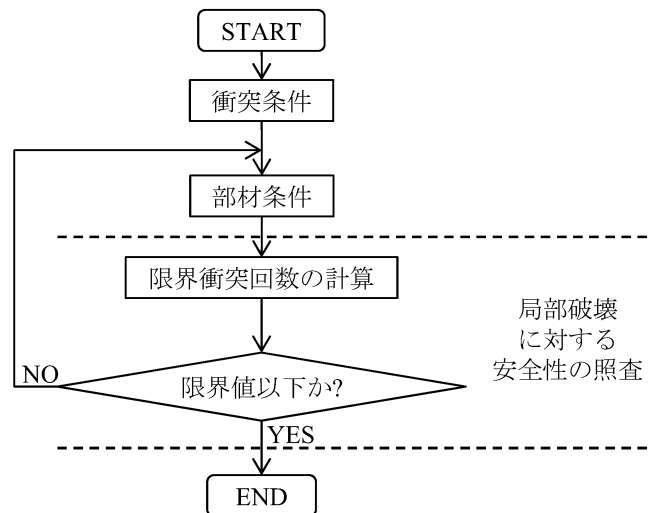 START
衝突条件
部材条件
限界衝突回数の計算
局部破壊
に対する
安全性の照査
限界値以下か?
NO
YES
END